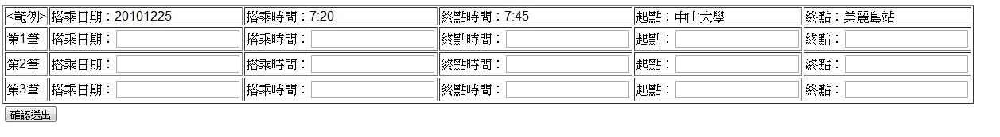 <範例> 搭乘日期：20101225 搭乘時間：7:20 終點時間：7:45 起點：中山大學 終點：美麗島站
第1筆 搭乘日期： 搭乘時間： 終點時間： 起點： 終點：
第2筆 搭乘日期： 搭乘時間： 終點時間： 起點： 終點：
第3筆 搭乘日期： 搭乘時間： 終點時間： 起點： 終點：
確認送出